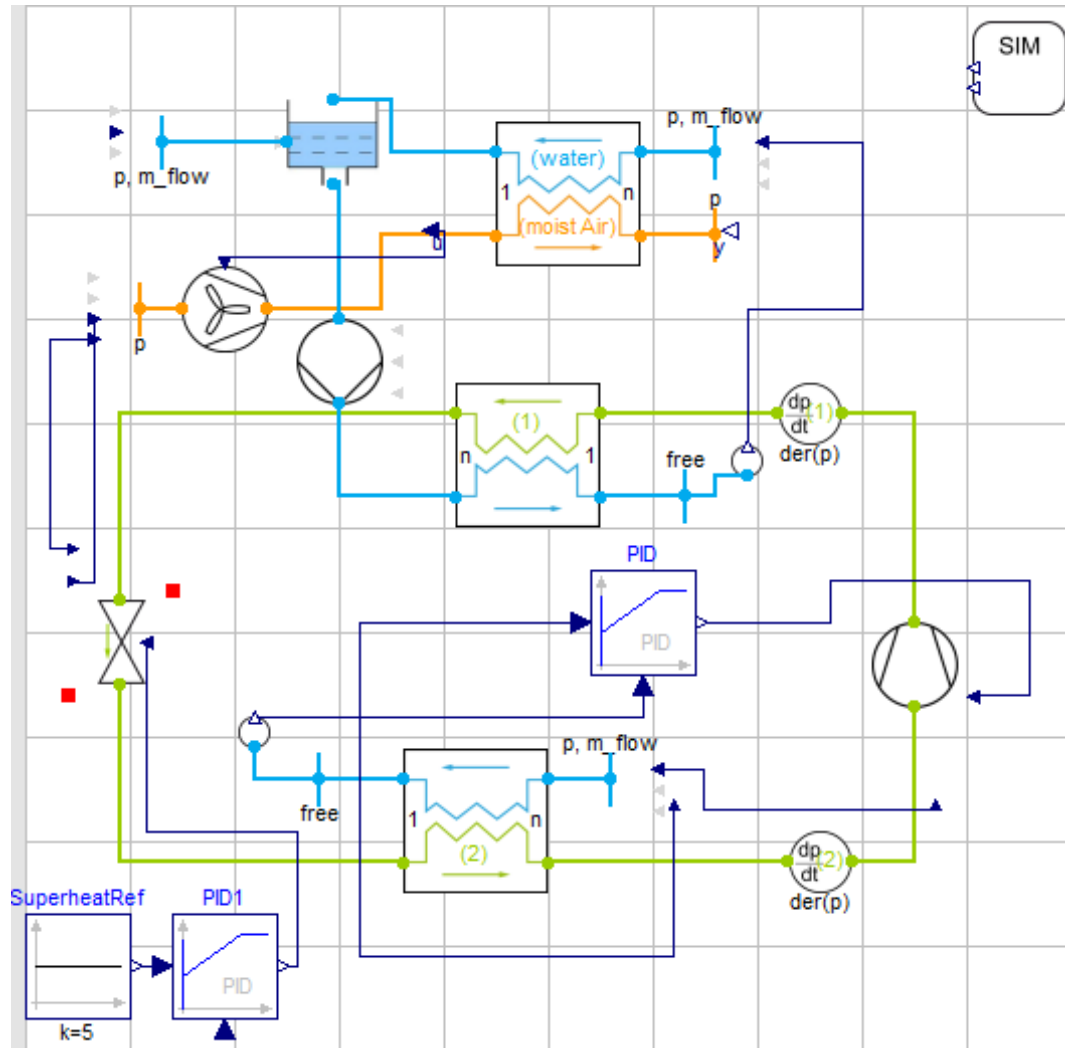 SIM
p, m_flow
(water)
p, m_flow
1
n
p
(moist Air)
u
y
p
(1)
dp
dt
(1)
n
1
free
der(p)
PID
PID
p, m_flow
free
1
n
(2)
dp
dt
(2)
der(p)
SuperheatRef
PID1
PID
k=5